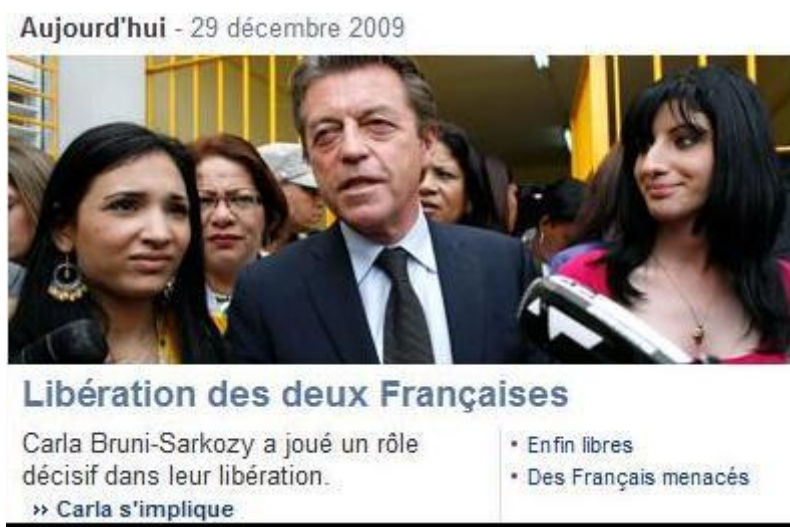 Aujourd'hui - 29 décembre 2009
Libération des deux Françaises
Carla Bruni-Sarkozy a joué un rôle
décisif dans leur libération.
›› Carla s'implique
• Enfin libres
• Des Français menacés